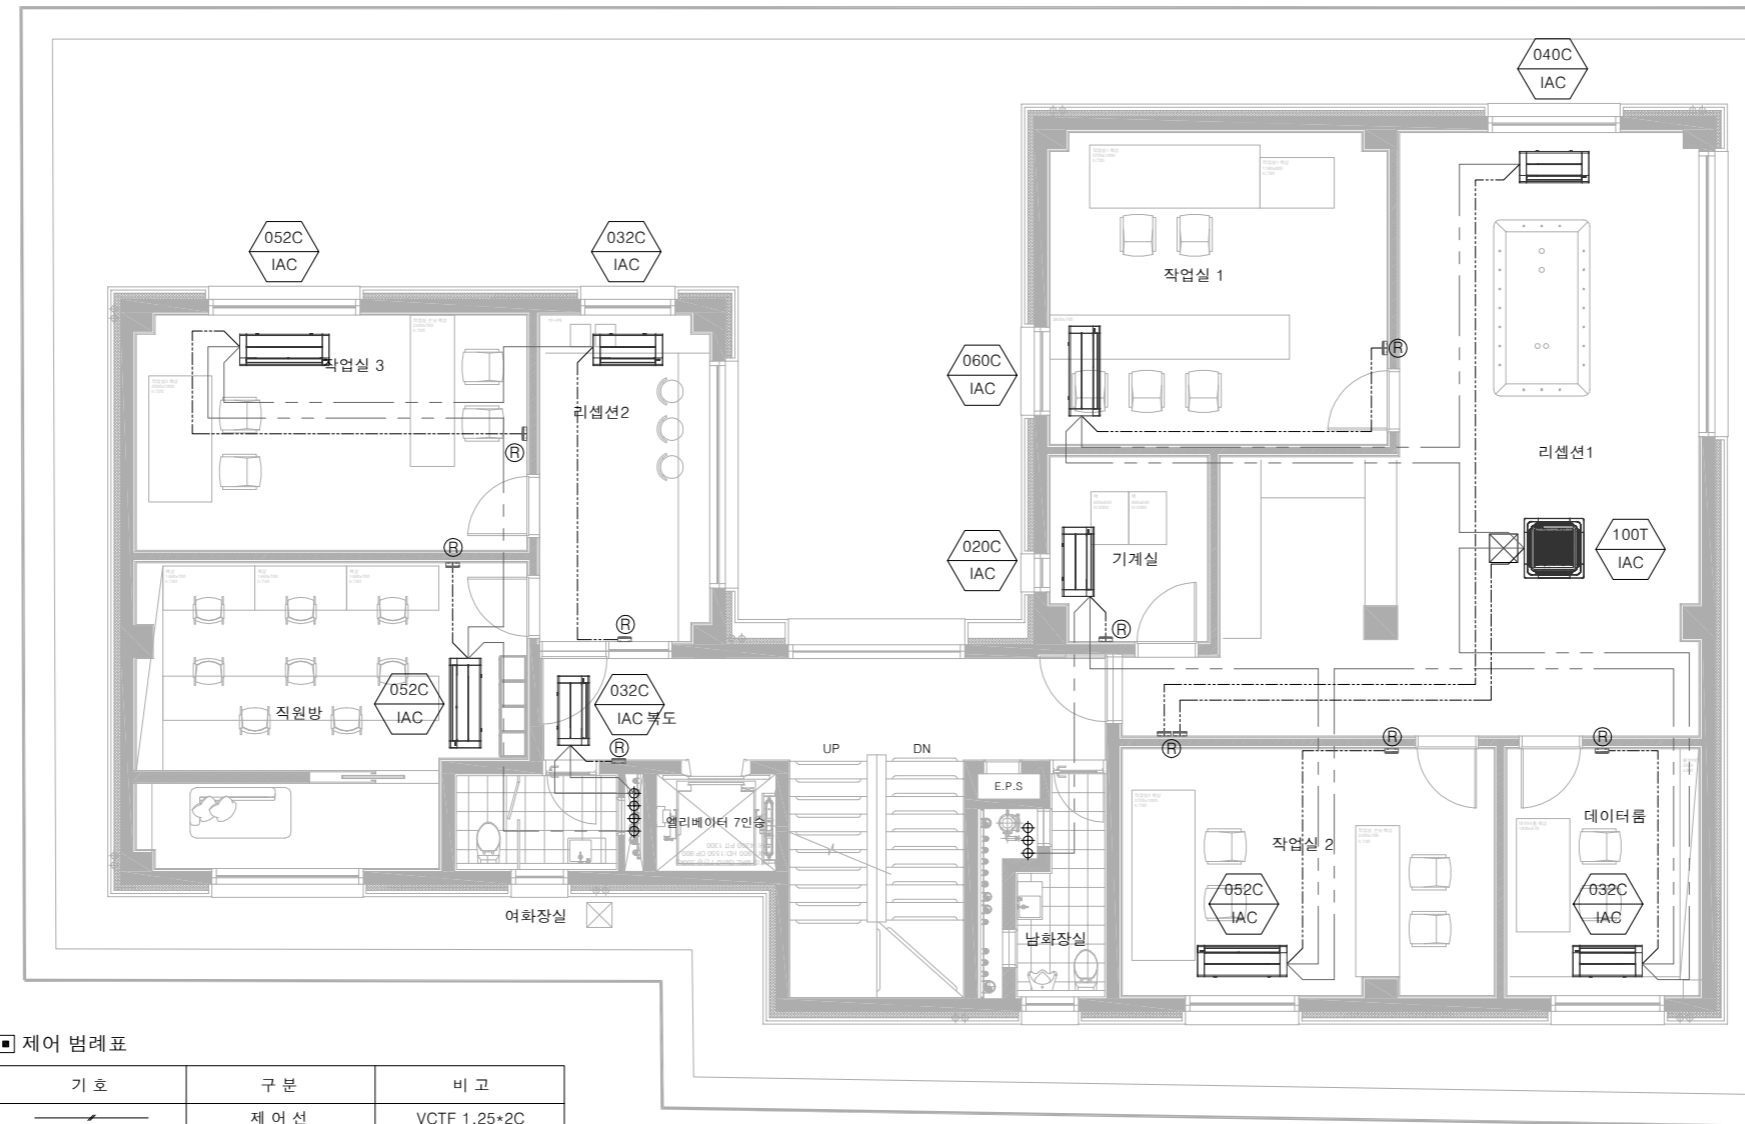 040C
IAC
052C
IAC
032C
IAC
작업실 1
작업실 3
060C
IAC
Ⓡ
리셉션2
Ⓡ
리셉션1
100T
IAC
020C
IAC
기계실
Ⓡ
Ⓡ
Ⓡ
052C
IAC
직원방
032C
IAC
복도
Ⓡ
UP
DN
Ⓡ
Ⓡ
Ⓡ
E.P.S
엘리베이터 7인승
작업실 2
데이터룸
052C
IAC
032C
IAC
여화장실
남화장실
제어 범례표
기 호
구 분
비 고
제 어 선
VCTF 1.25*2C